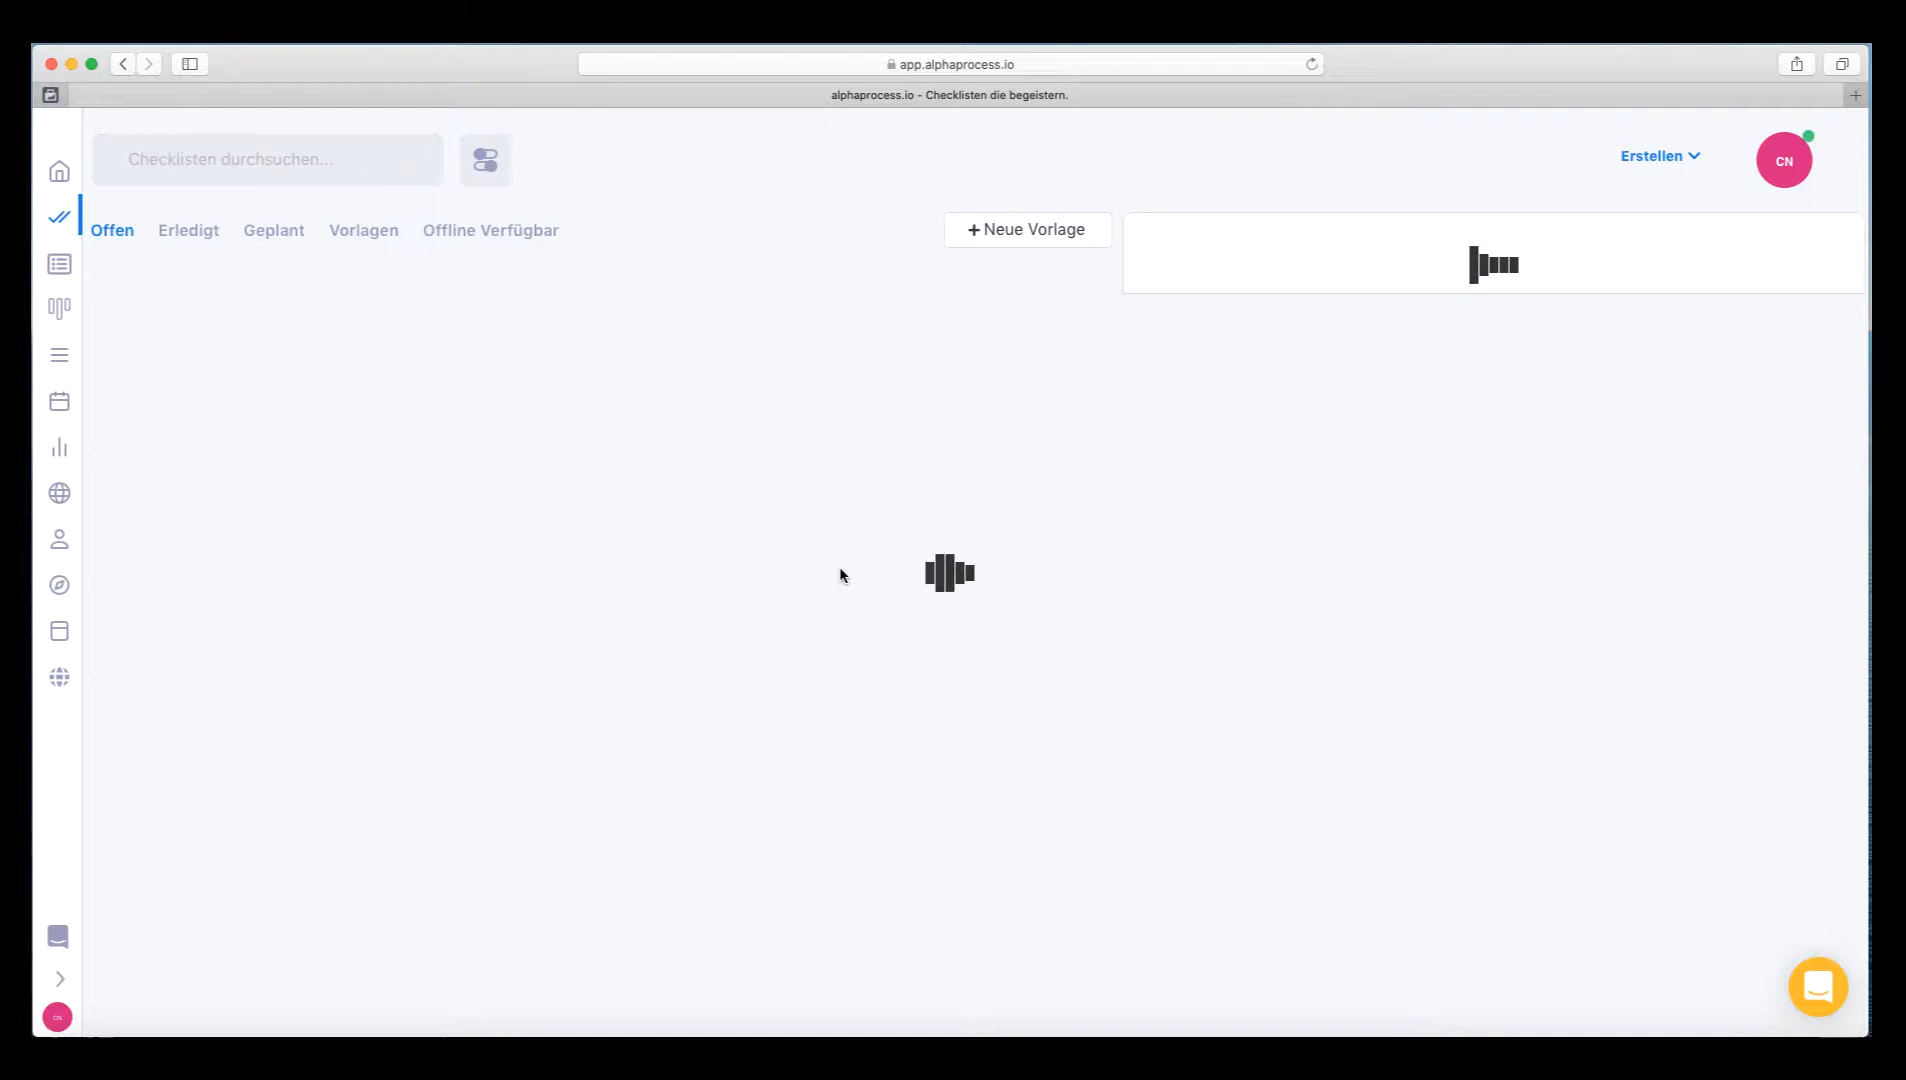 app.alphaprocess.io
alphaprocess.io - Checklisten die begeistern.
Checklisten durchsuchen...
Erstellen
CN
Offen Erledigt Geplant Vorlagen Offline Verfügbar
+ Neue Vorlage
CN